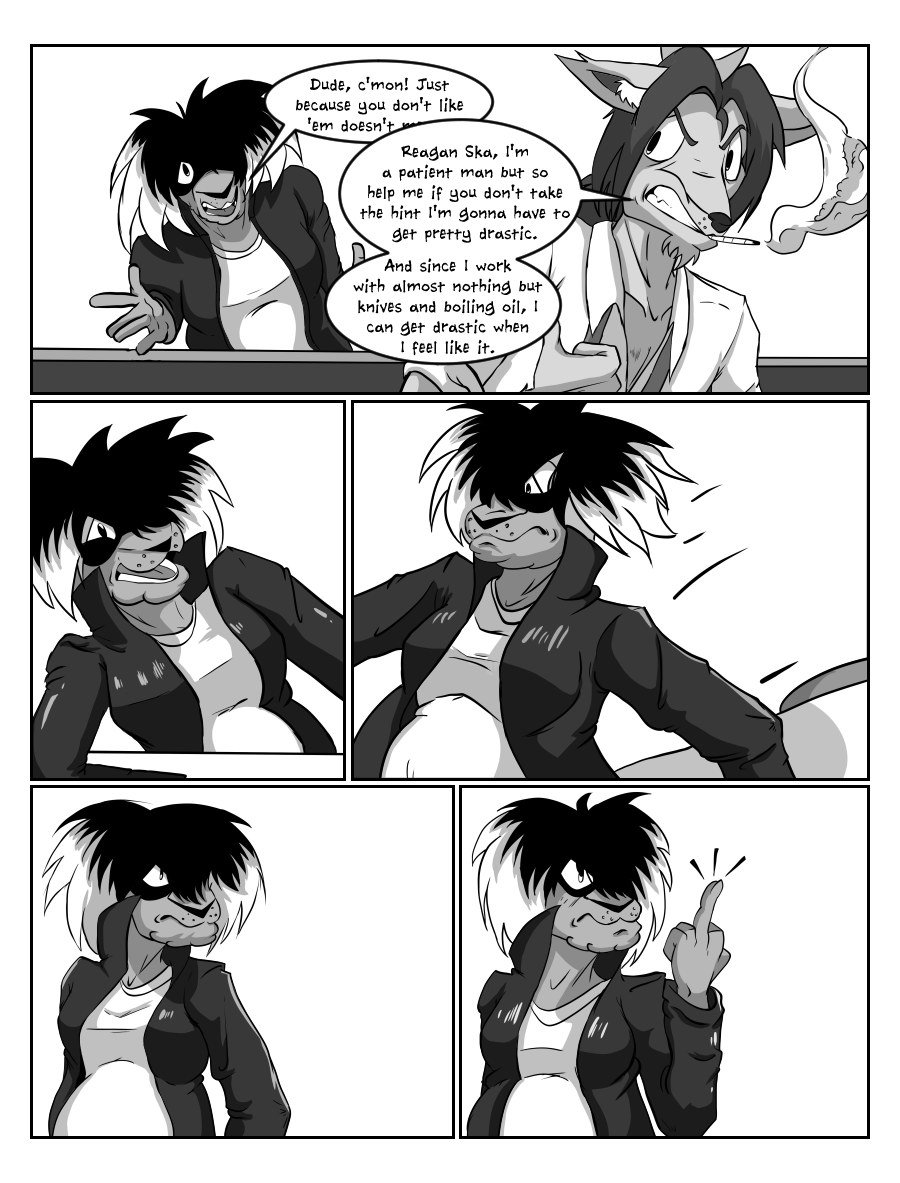 Dude, c'mon! Just
because you don't like
'em doesn't
Reagan Ska, I'm
a patient man but so
help me if you don't take
the hint I'm gonna have to
get pretty drastic.
And since I work
with almost nothing but
knives and boiling oil, I
can get drastic when
I feel like it.